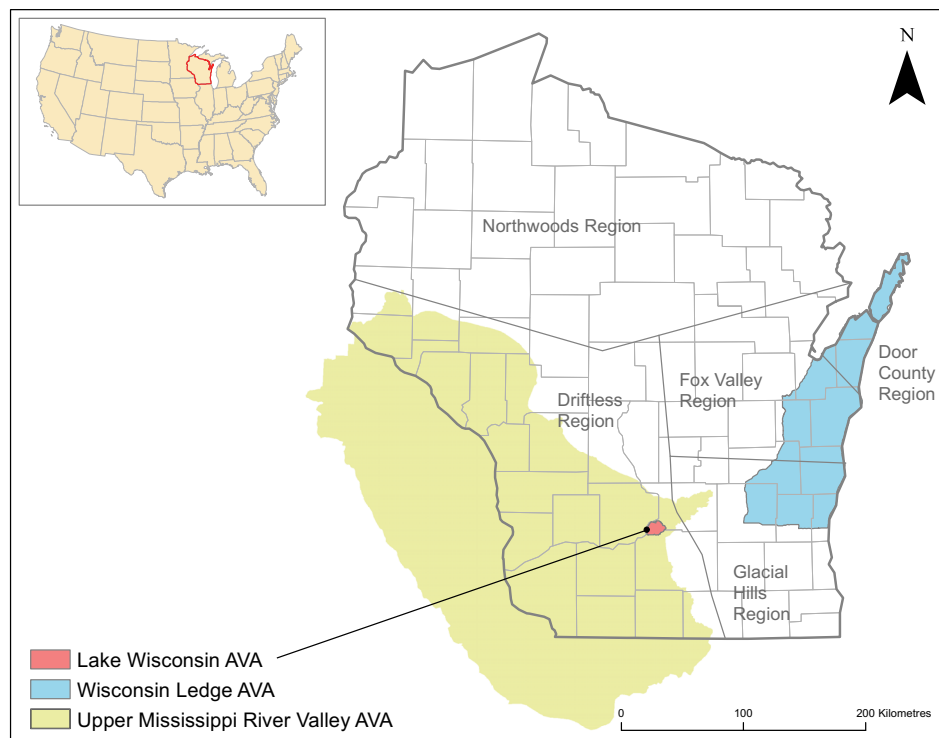 N
Northwoods Region
Door
County
Region
Fox Valley
Region
Driftless
Region
Glacial
Hills
Region
Lake Wisconsin AVA
Wisconsin Ledge AVA
Upper Mississippi River Valley AVA
0
100
200 Kilometres